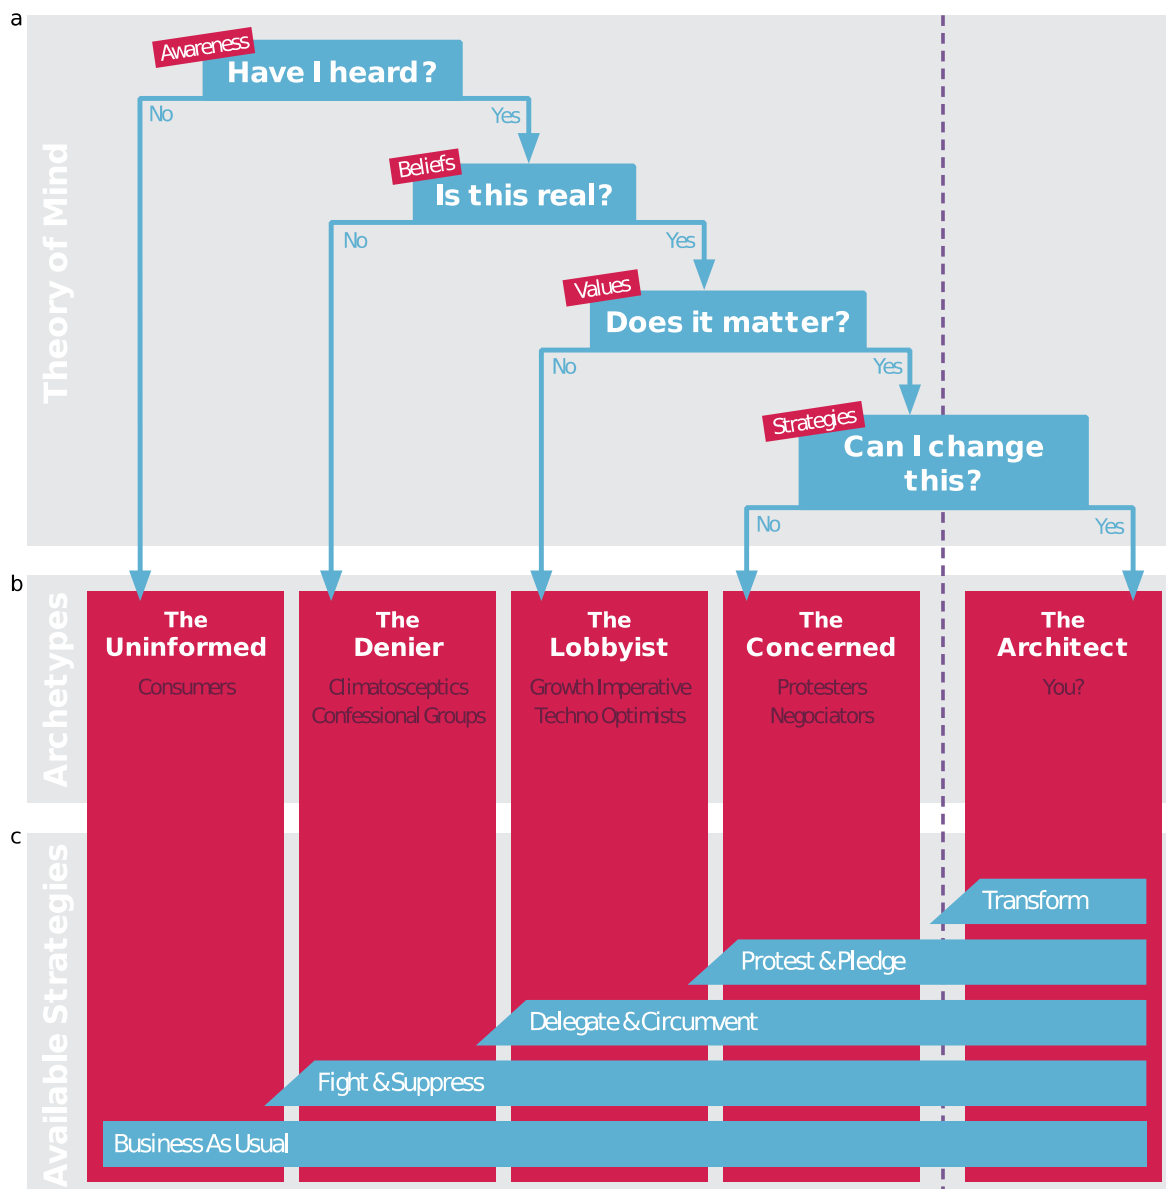 a
Theory of Mind
Awareness
Have I heard?
No
Yes
Beliefs
Is this real?
No
Yes
Values
Does it matter?
No
Yes
Strategies
Can I change
this?
No
Yes
b
Archetypes
The
Uninformed
Consumers
The
Denier
Climatosceptics
Confessional Groups
The
Lobbyist
Growth Imperative
Techno Optimists
The
Concerned
Protesters
Negociators
The
Architect
You?
c
Available Strategies
Transform
Protest & Pledge
Delegate & Circumvent
Fight & Suppress
Business As Usual